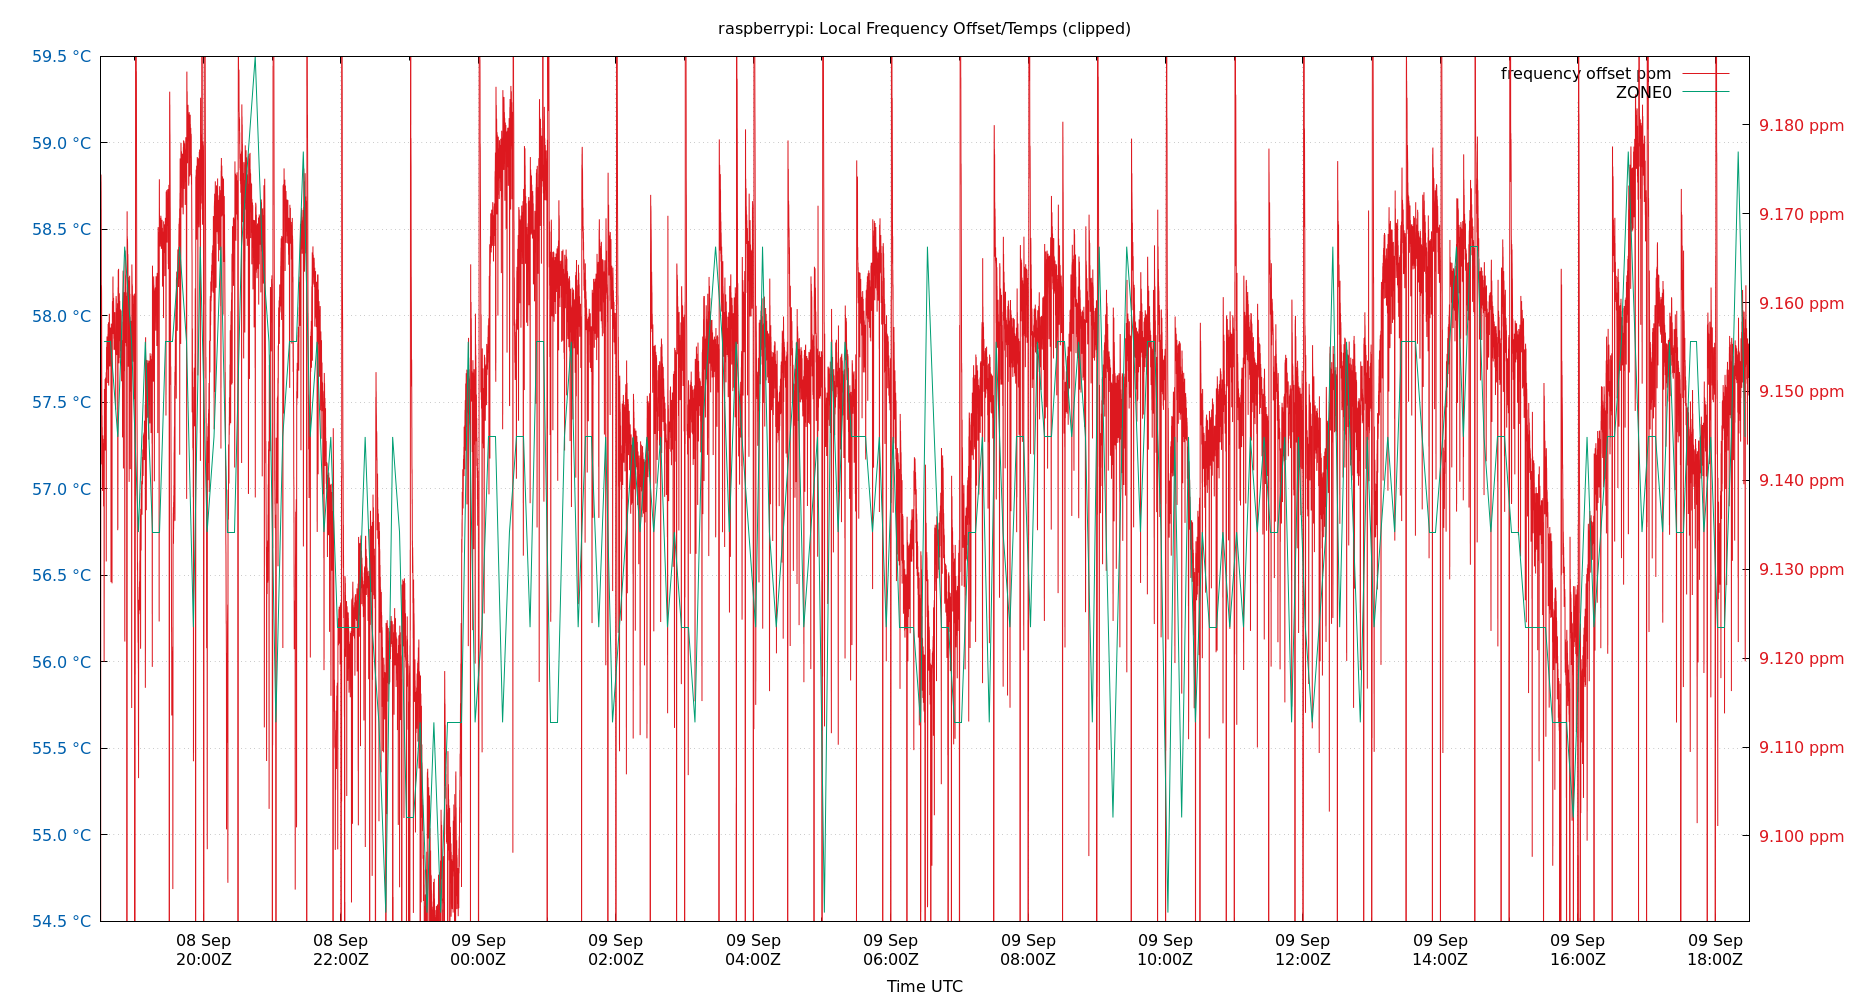 raspberrypi: Local Frequency Offset/Temps (clipped)
59.5 °C
59.0 °C
58.5 °C
58.0 °C
57.5 °C
57.0 °C
56.5 °C
56.0 °C
55.5 °C
55.0 °C
54.5 °C
frequency offset ppm
ZONE0
9.180 ppm
9.170 ppm
9.160 ppm
9.150 ppm
9.140 ppm
9.130 ppm
9.120 ppm
9.110 ppm
9.100 ppm
08 Sep 08 Sep 09 Sep 09 Sep 09 Sep 09 Sep 09 Sep 09 Sep 09 Sep 09 Sep 09 Sep 09 Sep
20:00Z 22:00Z 00:00Z 02:00Z 04:00Z 06:00Z 08:00Z 10:00Z 12:00Z 14:00Z 16:00Z 18:00Z
Time UTC